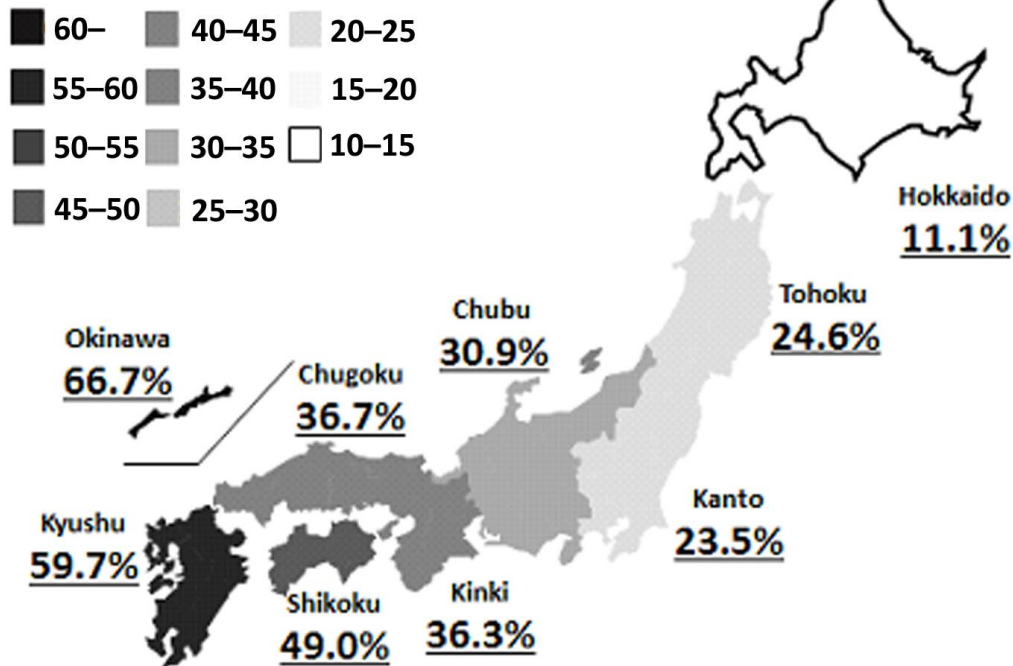 60–
40–45
20–25
55–60
35–40
15–20
50–55
30–35
10–15
45–50
25–30
Hokkaido
11.1%
Tohoku
24.6%
Chubu
30.9%
Okinawa
66.7%
Chugoku
36.7%
Kanto
23.5%
Kyushu
59.7%
Shikoku
49.0%
Kinki
36.3%